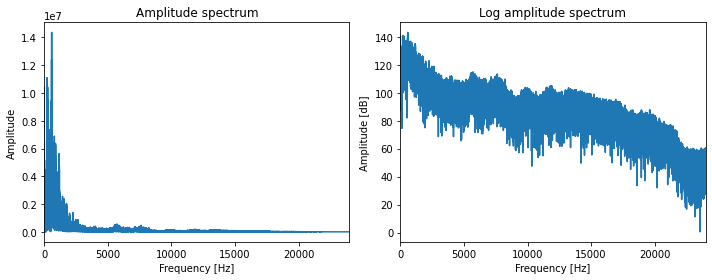 Amplitude spectrum
1e7
1.4
1.2
1.0
0.8
0.6
0.4
0.2
0.0
Amplitude
0 5000 10000 15000 20000
Frequency [Hz]
Log amplitude spectrum
140
120
100
80
60
40
20
0
Amplitude [dB]
0 5000 10000 15000 20000
Frequency [Hz]